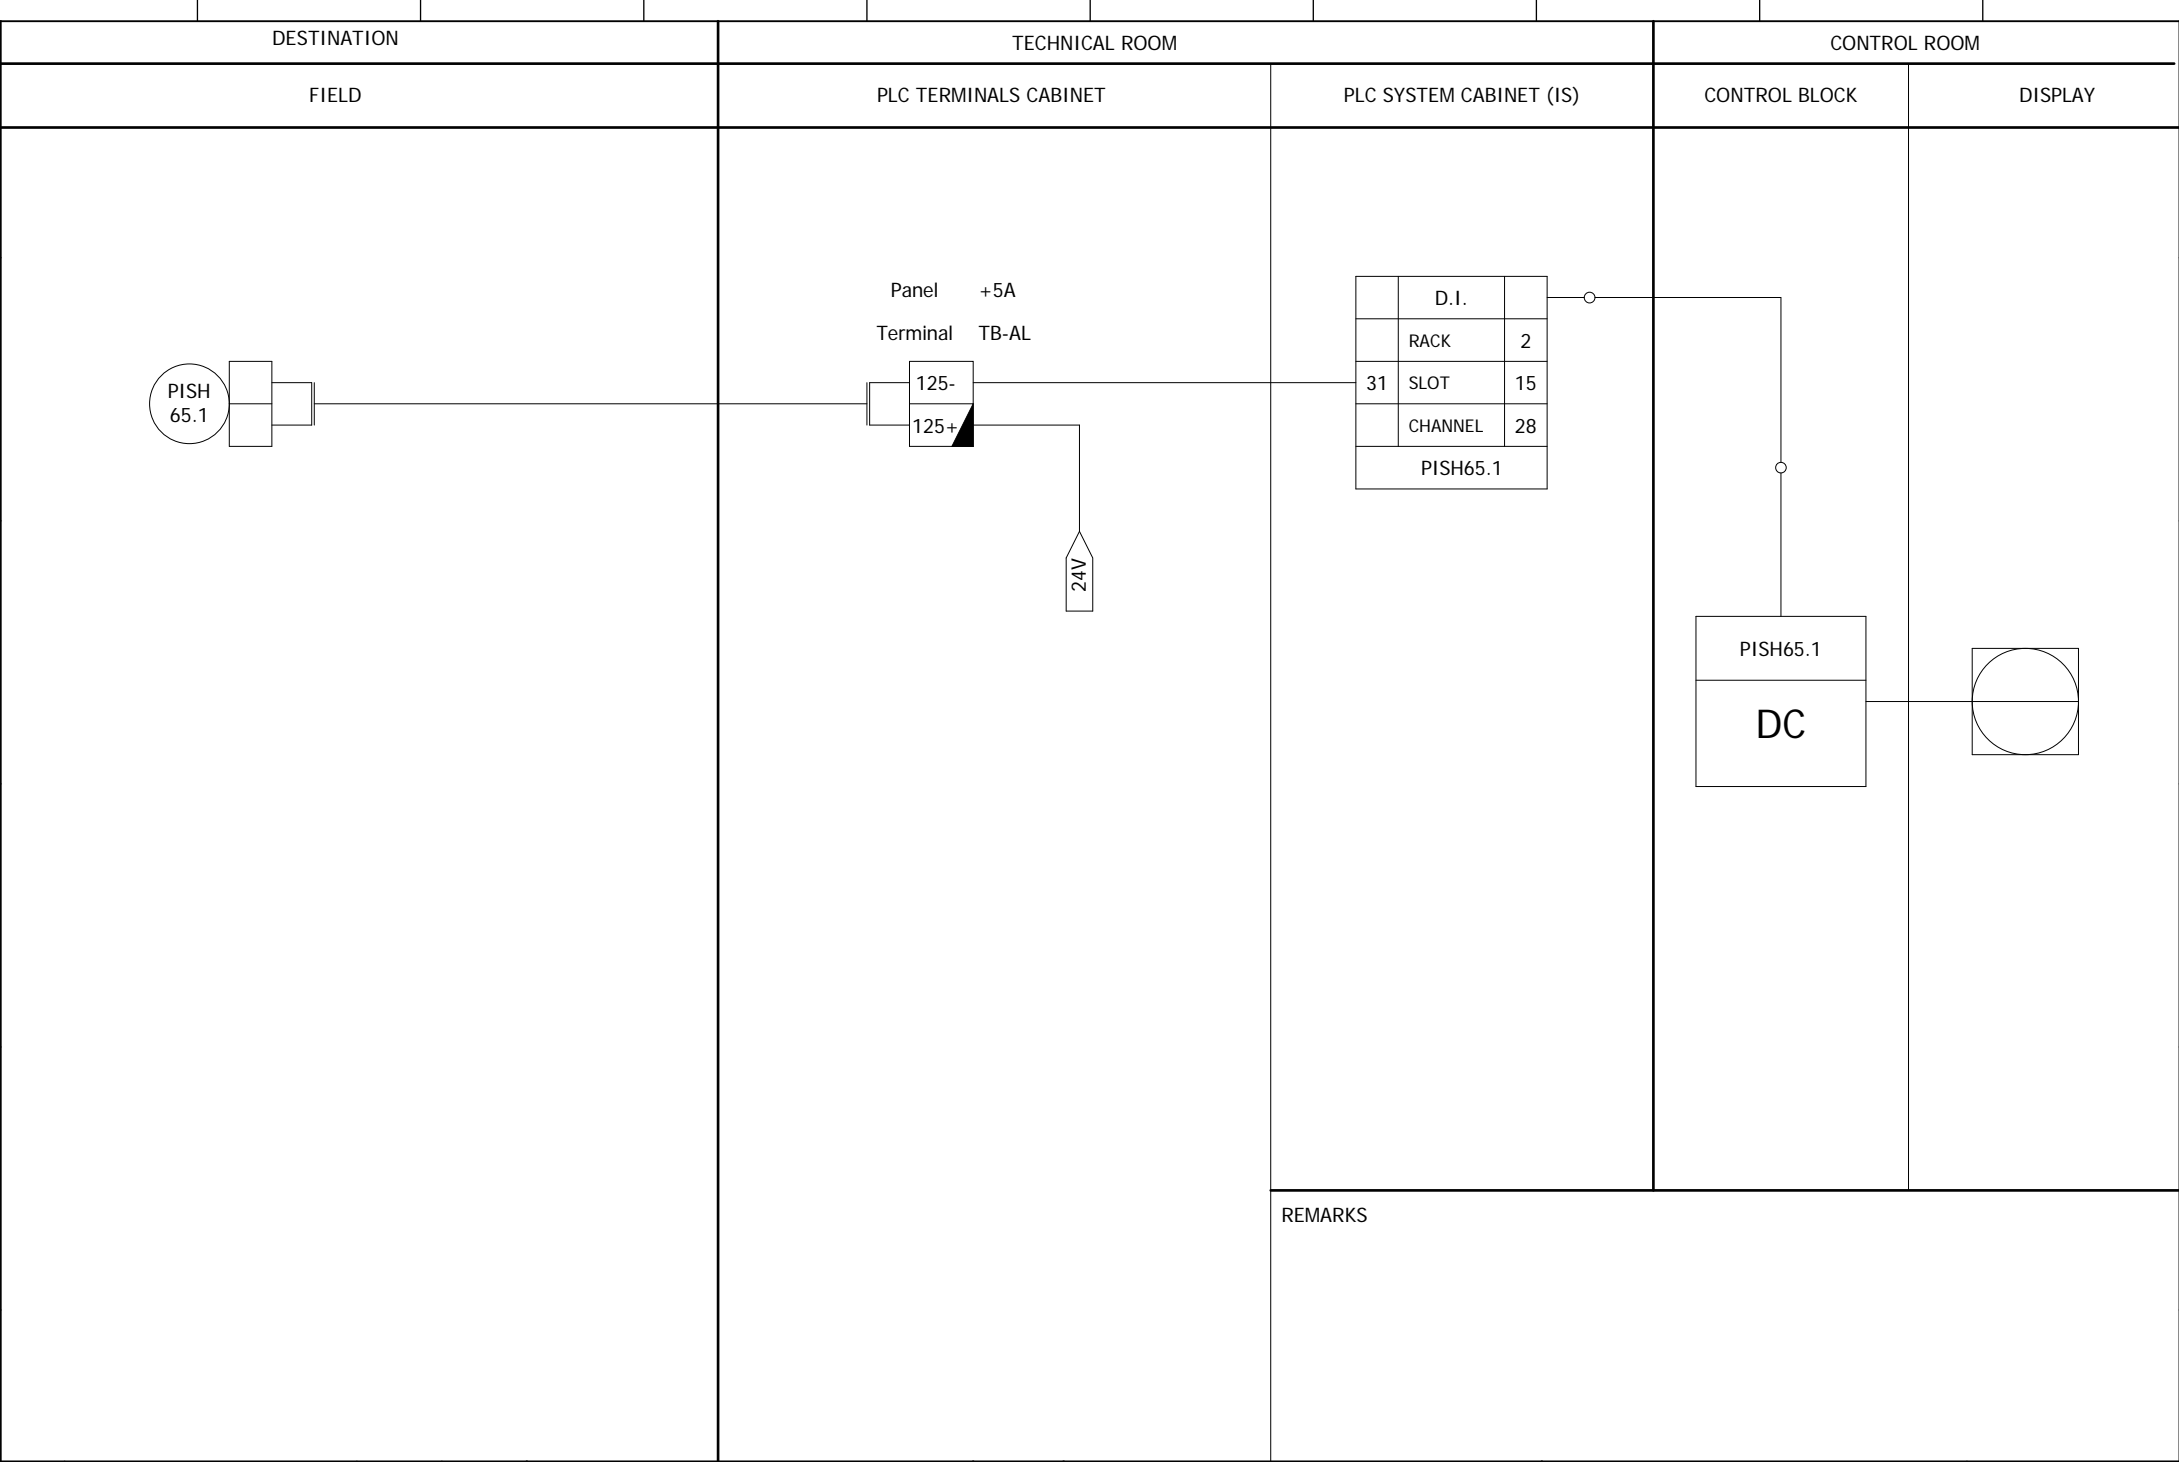 DESTINATION
TECHNICAL ROOM
CONTROL ROOM
FIELD
PLC TERMINALS CABINET
PLC SYSTEM CABINET (IS)
CONTROL BLOCK
DISPLAY
PISH
65.1
Panel +5A
Terminal TB-AL
125-
125+
24V
D.I.
RACK 2
31 SLOT 15
CHANNEL 28
PISH65.1
PISH65.1
DC
REMARKS